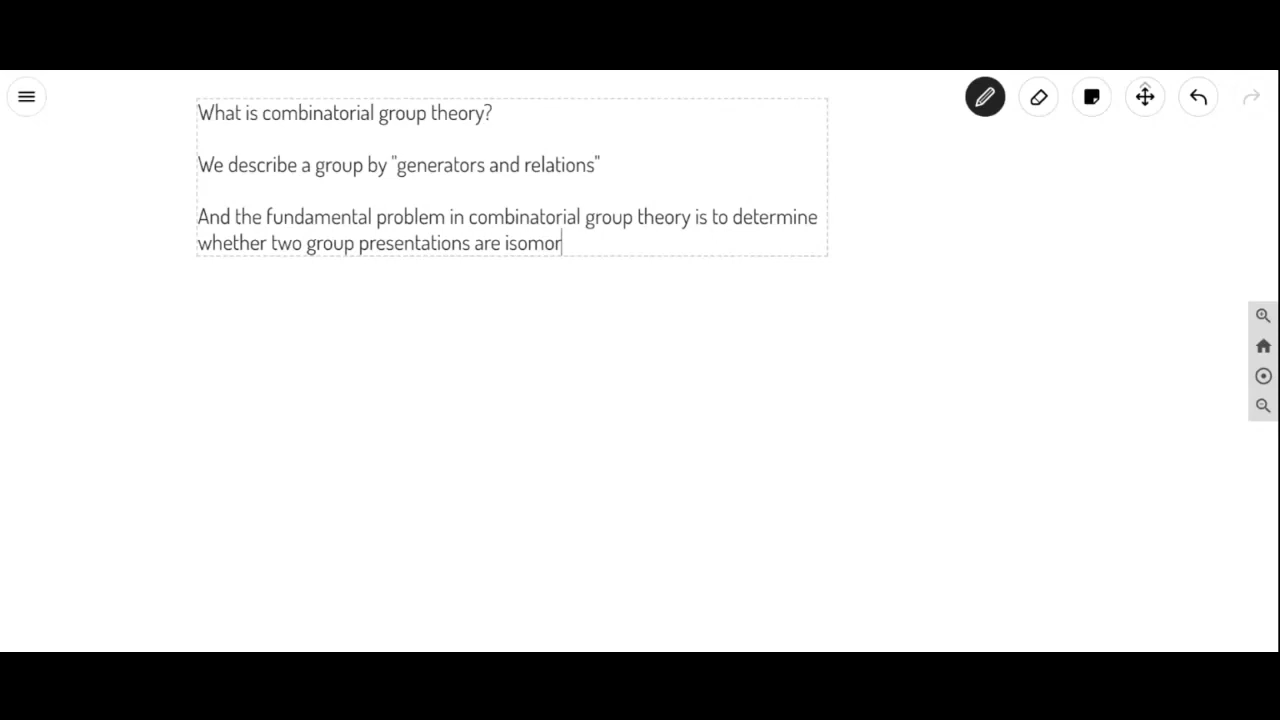 What is combinatorial group theory?
We describe a group by "generators and relations"
And the fundamental problem in combinatorial group theory is to determine
whether two group presentations are isomor